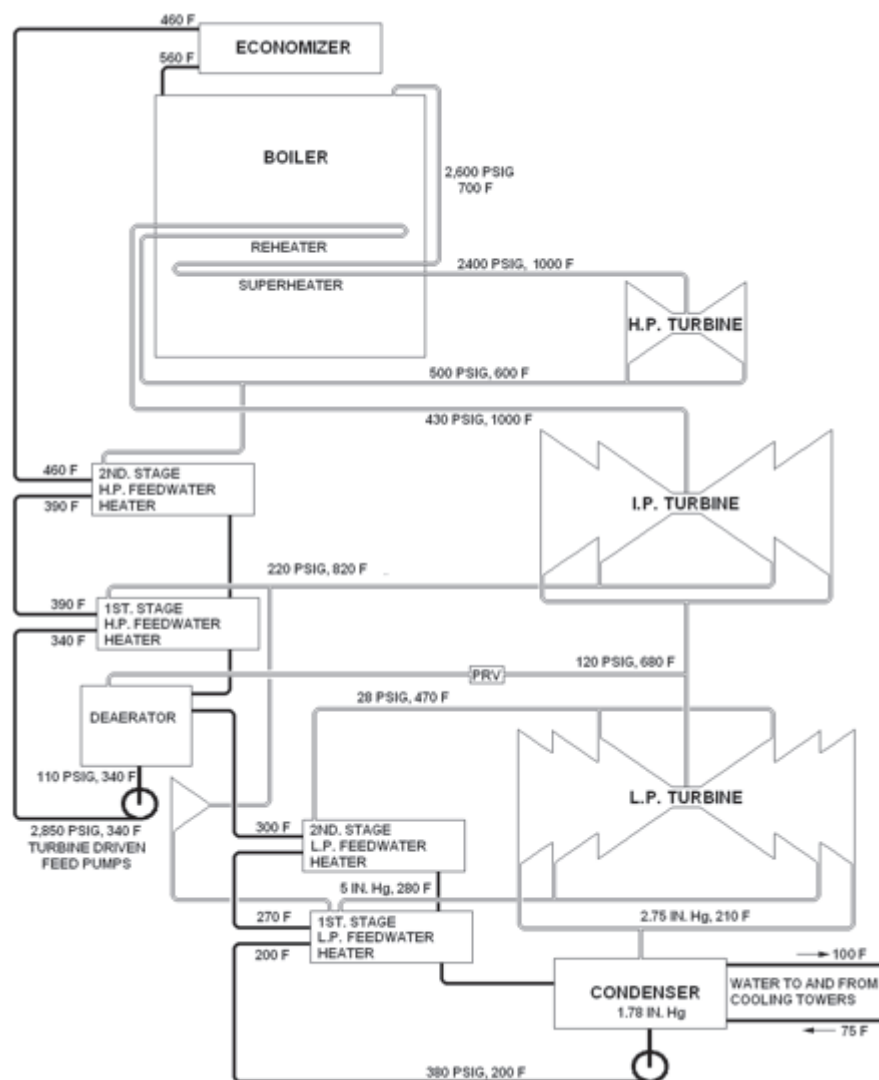 460 F
ECONOMIZER
560 F
BOILER
2,600 PSIG
700 F
REHEATER
2400 PSIG, 1000 F
SUPERHEATER
H.P. TURBINE
500 PSIG, 600 F
430 PSIG, 1000 F
460 F
2ND. STAGE
H.P. FEEDWATER
HEATER
390 F
I.P. TURBINE
220 PSIG, 820 F
390 F
1ST. STAGE
H.P. FEEDWATER
HEATER
340 F
120 PSIG, 680 F
PRV
28 PSIG, 470 F
DEAERATOR
110 PSIG, 340 F
L.P. TURBINE
2,850 PSIG, 340 F
TURBINE DRIVEN
FEED PUMPS
300 F
2ND. STAGE
L.P. FEEDWATER
HEATER
5 IN. Hg, 280 F
270 F
1ST. STAGE
L.P. FEEDWATER
HEATER
200 F
2.75 IN. Hg, 210 F
100 F
CONDENSER
1.78 IN. Hg
WATER TO AND FROM
COOLING TOWERS
75 F
380 PSIG, 200 F